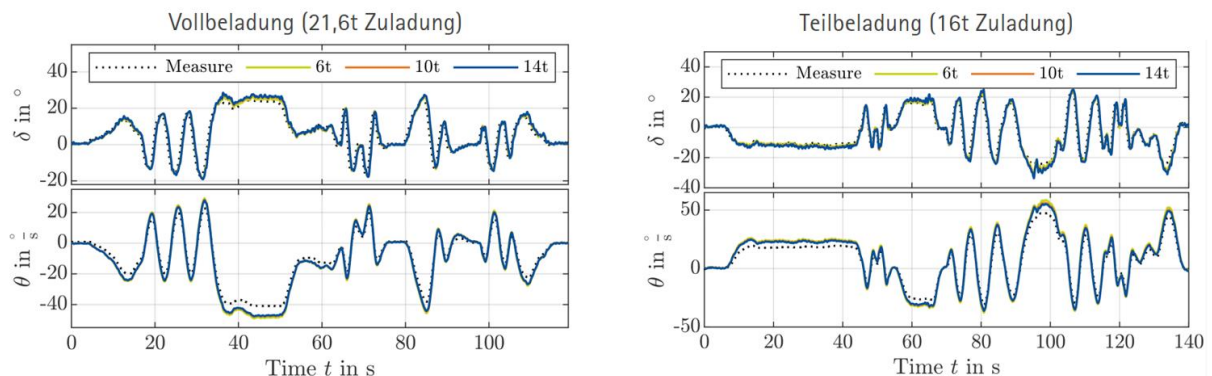 Vollbeladung (21,6t Zuladung)
Measure 6t 10t 14t
δ in °
40
20
0
-20
θ in °/s
20
0
-20
-40
0 20 40 60 80 100
Time t in s
Teilbeladung (16t Zuladung)
Measure 6t 10t 14t
δ in °
40
20
0
-20
-40
θ in °/s
50
0
-50
0 20 40 60 80 100 120 140
Time t in s